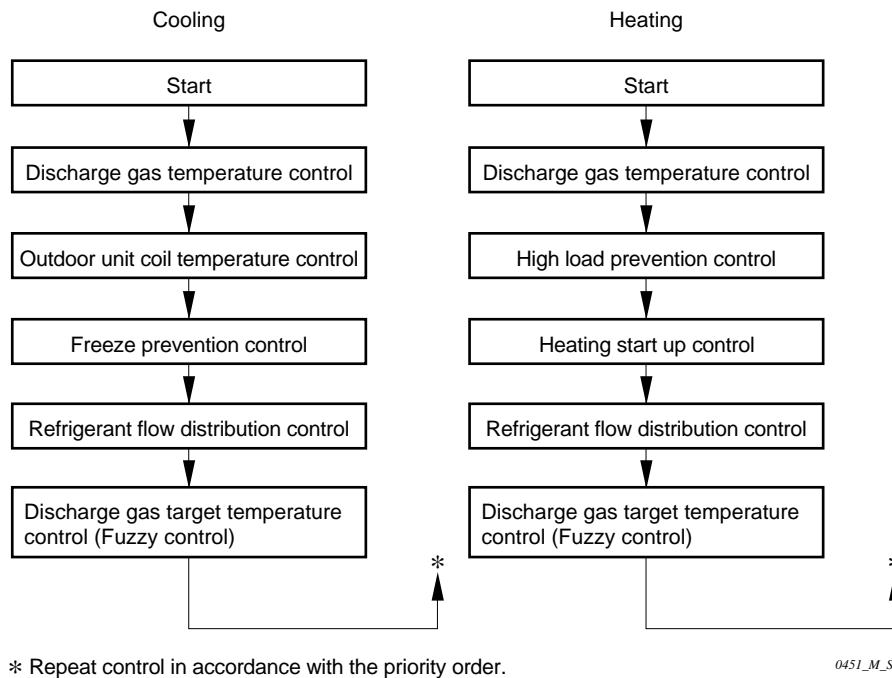 Cooling
Start
Discharge gas temperature control
Outdoor unit coil temperature control
Freeze prevention control
Refrigerant flow distribution control
Discharge gas target temperature
control (Fuzzy control)
*
Heating
Start
Discharge gas temperature control
High load prevention control
Heating start up control
Refrigerant flow distribution control
Discharge gas target temperature
control (Fuzzy control)
* Repeat control in accordance with the priority order.
0451_M_S